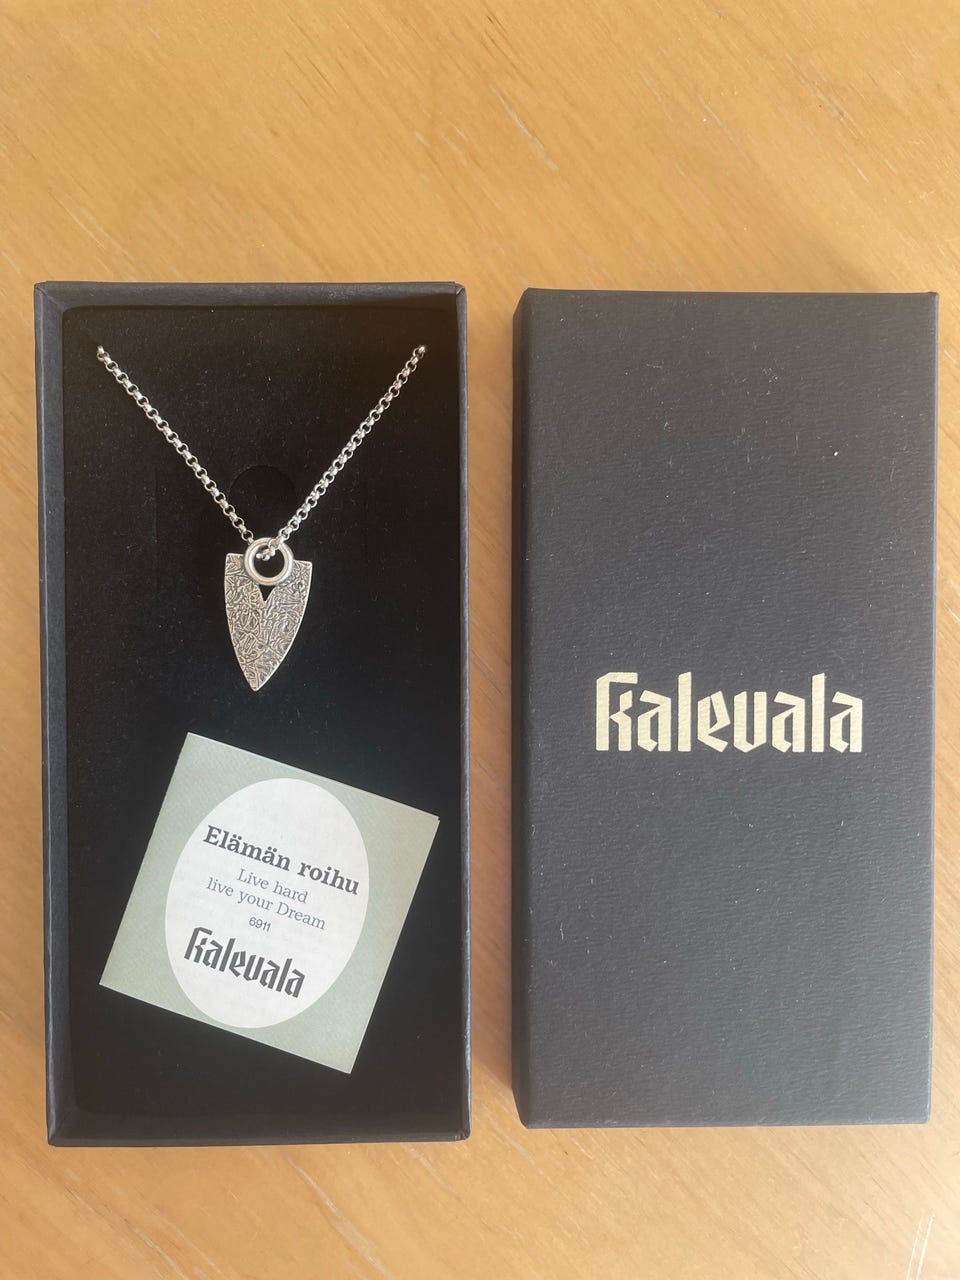 Elämän roihu
Live hard
live your Dream
6911
Kalevala
Kalevala